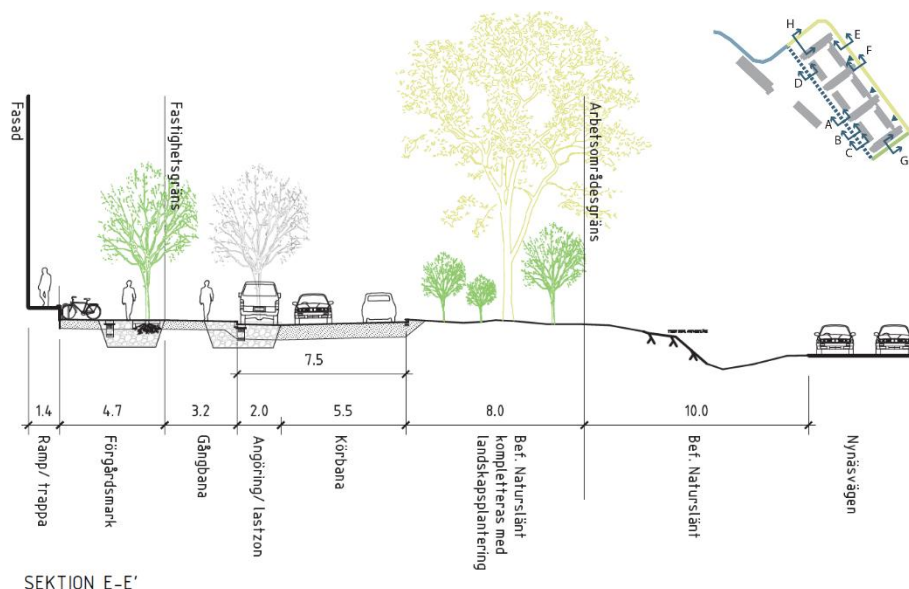 H
E
F
D
A
B
C
G
Fasad
Fastighetsgräns
Arbetsområdesgräns
7.5
1.4
4.7
3.2
2.0
5.5
8.0
10.0
Ramp/ trappa
Förgårdsmark
Gångbana
Angöring/ lastzon
Körbana
Bef. Naturslänt
kompletteras med
landskapsplantering
Bef. Naturslänt
Nynäsvägen
SEKTION E-E'